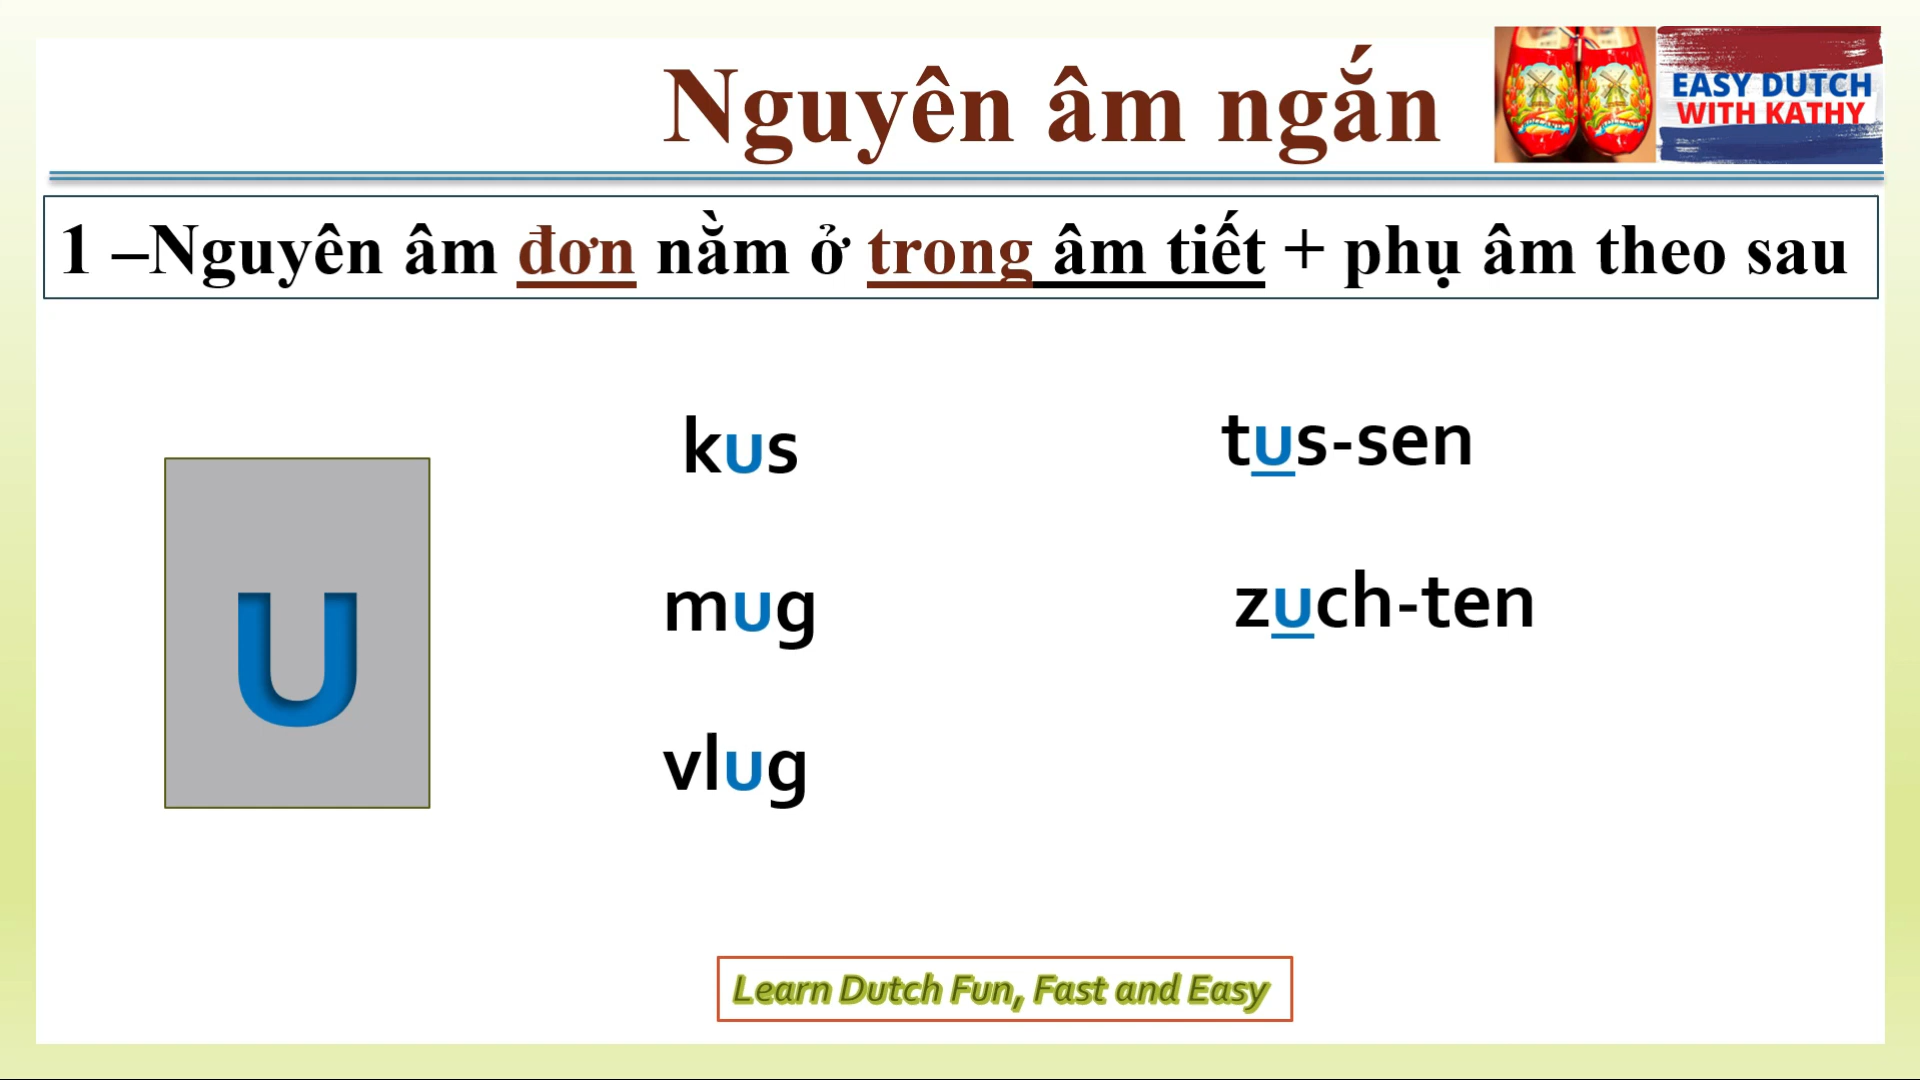 Nguyên âm ngắn
EASY DUTCH
WITH KATHY
1 –Nguyên âm đơn nằm ở trong âm tiết + phụ âm theo sau
U
kus
mug
vlug
tus-sen
zuch-ten
Learn Dutch Fun, Fast and Easy